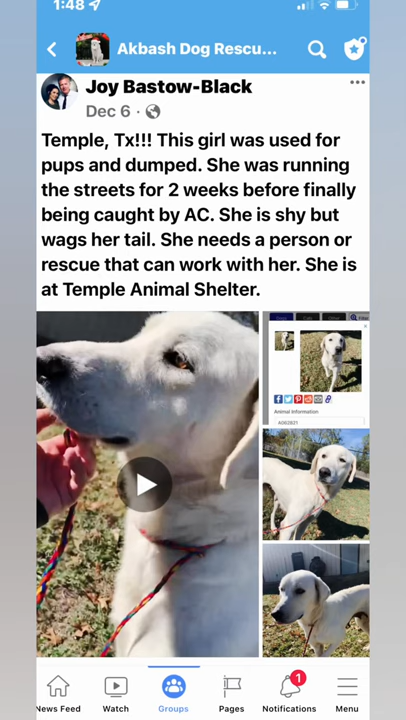 1:48
Akbash Dog Rescu...
Joy Bastow-Black
Dec 6 ·
Temple, Tx!!! This girl was used for
pups and dumped. She was running
the streets for 2 weeks before finally
being caught by AC. She is shy but
wags her tail. She needs a person or
rescue that can work with her. She is
at Temple Animal Shelter.
Animal Information
News Feed
Watch
Groups
Pages
1
Notifications
Menu